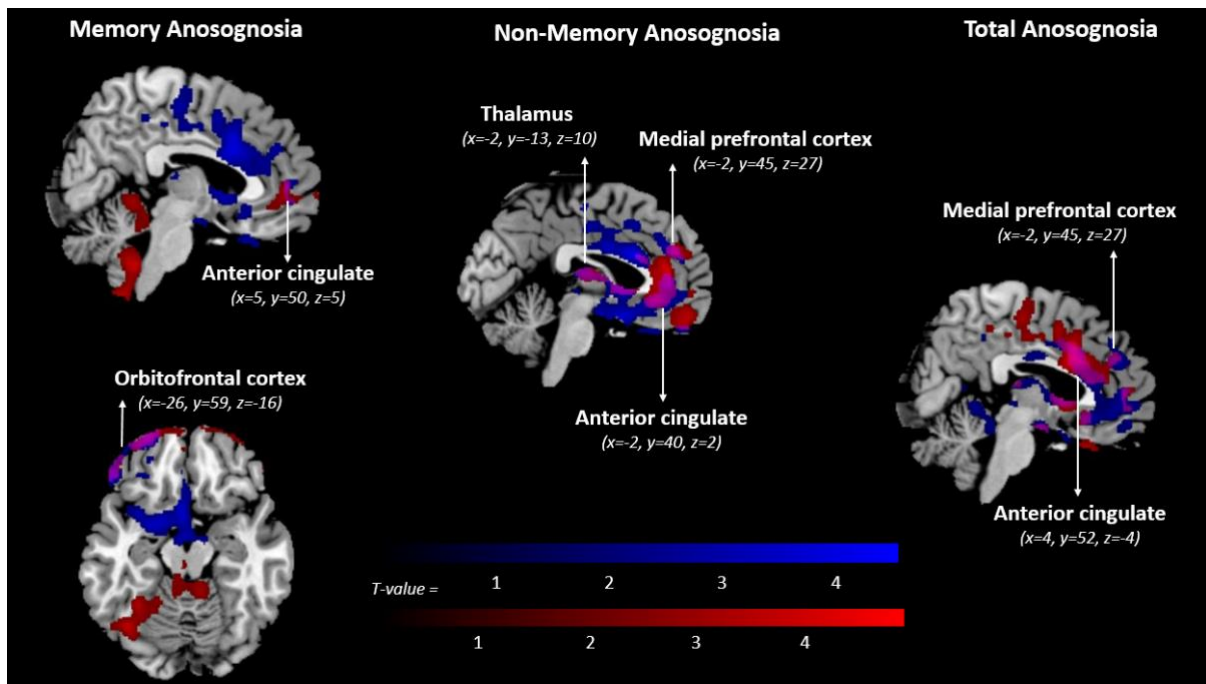 Memory Anosognosia
Non-Memory Anosognosia
Total Anosognosia
Thalamus
(x=-2, y=-13, z=10)
Medial prefrontal cortex
(x=-2, y=45, z=27)
Medial prefrontal cortex
(x=-2, y=45, z=27)
Anterior cingulate
(x=5, y=50, z=5)
Orbitofrontal cortex
(x=-26, y=59, z=-16)
Anterior cingulate
(x=-2, y=40, z=2)
Anterior cingulate
(x=4, y=52, z=-4)
T-value =
1 2 3 4
1 2 3 4